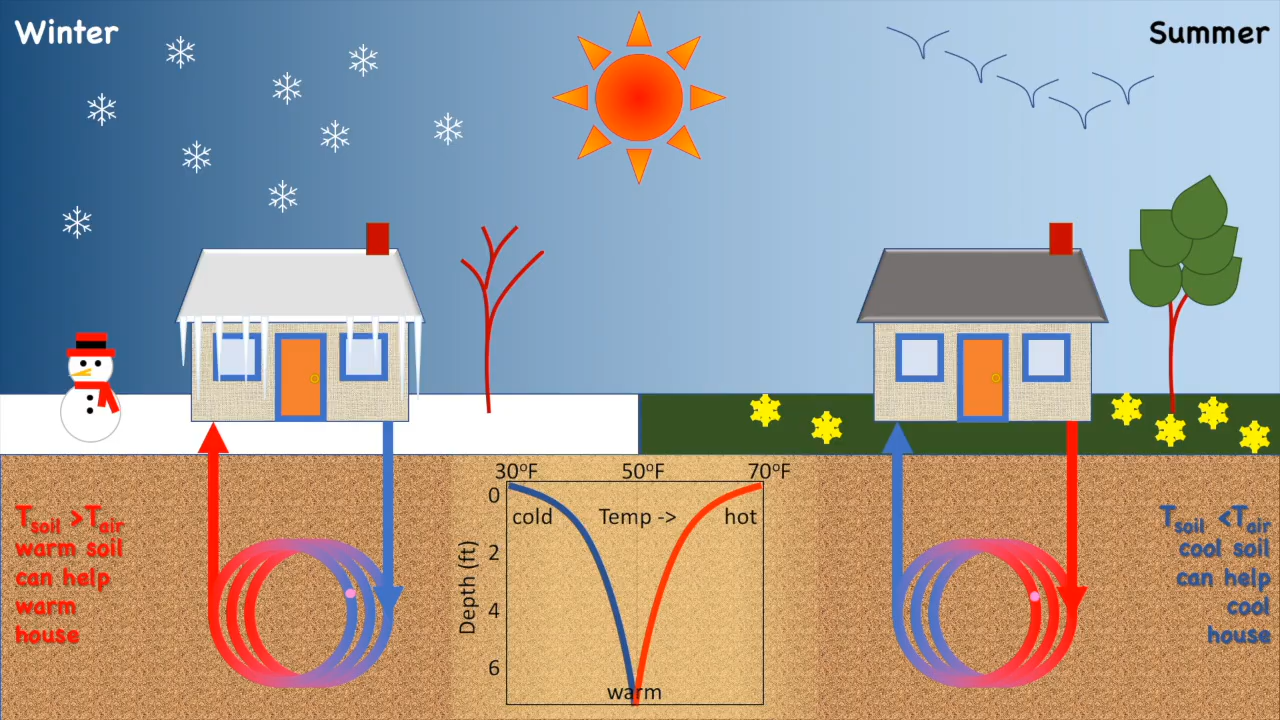 Winter
Summer
30ºF 50ºF 70ºF
0
cold Temp -> hot
2
4
6
Depth (ft)
warm
Tsoil >Tair
warm soil
can help
warm
house
Tsoil <Tair
cool soil
can help
cool
house